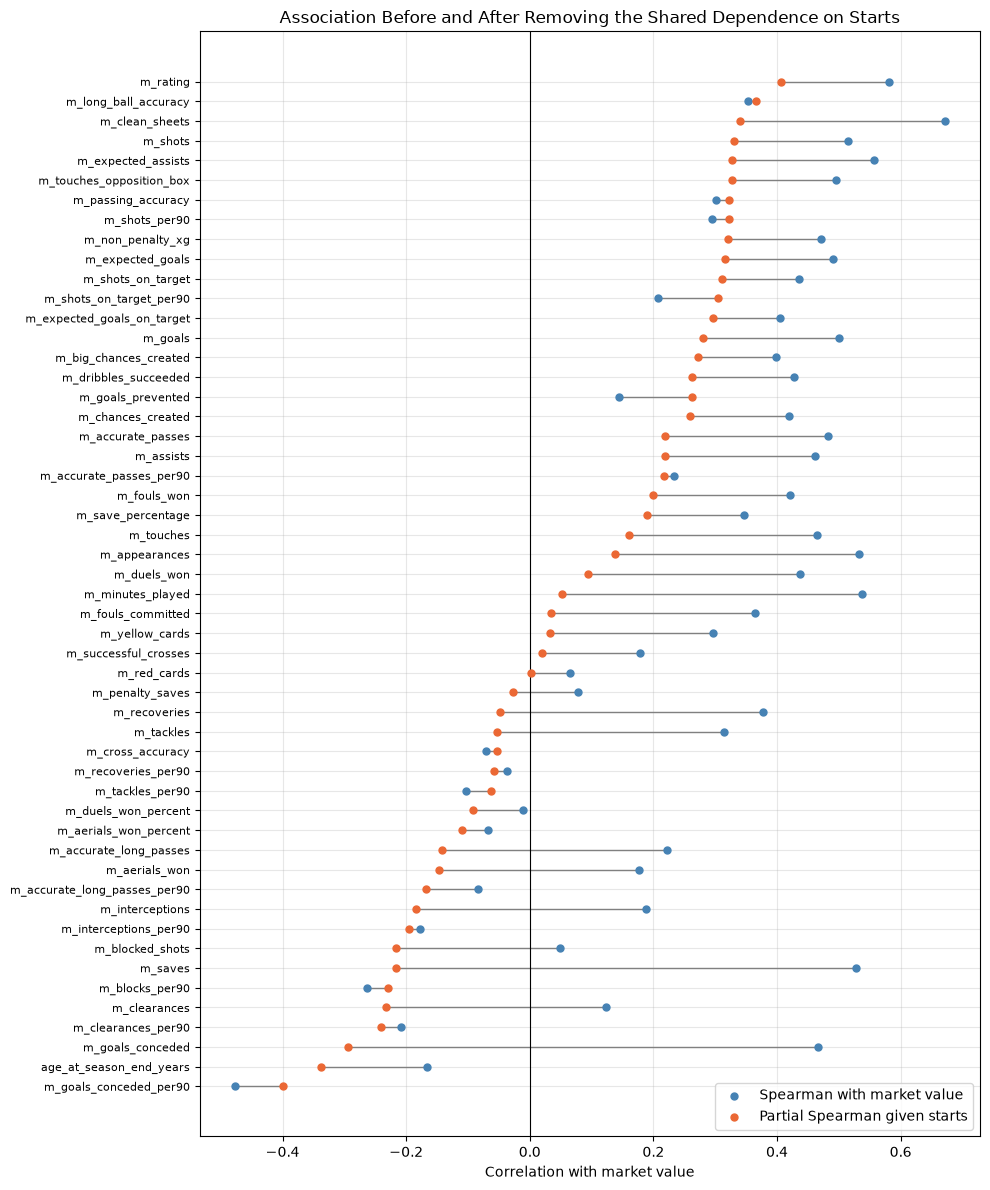 Association Before and After Removing the Shared Dependence on Starts
m_rating
m_long_ball_accuracy
m_clean_sheets
m_shots
m_expected_assists
m_touches_opposition_box
m_passing_accuracy
m_shots_per90
m_non_penalty_xg
m_expected_goals
m_shots_on_target
m_shots_on_target_per90
m_expected_goals_on_target
m_goals
m_big_chances_created
m_dribbles_succeeded
m_goals_prevented
m_chances_created
m_accurate_passes
m_assists
m_accurate_passes_per90
m_fouls_won
m_save_percentage
m_touches
m_appearances
m_duels_won
m_minutes_played
m_fouls_committed
m_yellow_cards
m_successful_crosses
m_red_cards
m_penalty_saves
m_recoveries
m_tackles
m_cross_accuracy
m_recoveries_per90
m_tackles_per90
m_duels_won_percent
m_aerials_won_percent
m_accurate_long_passes
m_aerials_won
m_accurate_long_passes_per90
m_interceptions
m_interceptions_per90
m_blocked_shots
m_saves
m_blocks_per90
m_clearances
m_clearances_per90
m_goals_conceded
age_at_season_end_years
m_goals_conceded_per90
Spearman with market value
Partial Spearman given starts
−0.4 −0.2 0.0 0.2 0.4 0.6
Correlation with market value